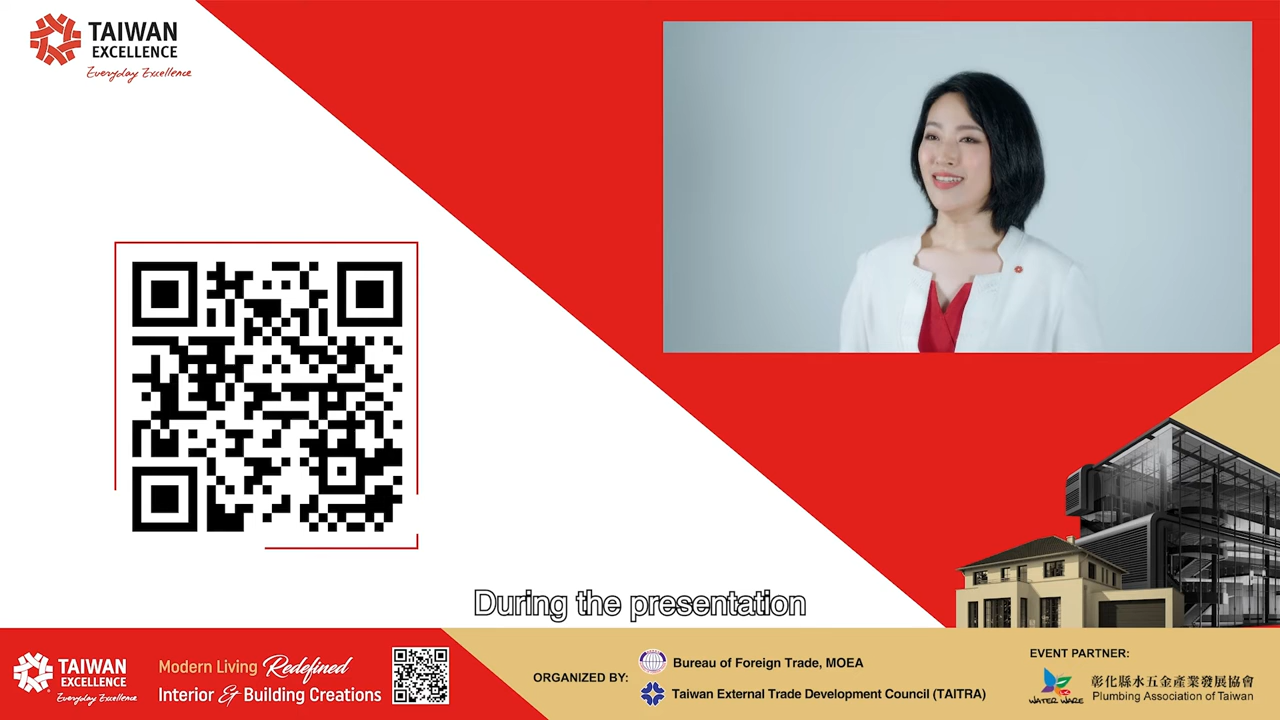 TAIWAN
EXCELLENCE
Everyday Excellence
During the presentation
TAIWAN
EXCELLENCE
Everyday Excellence
Modern Living Redefined
Interior & Building Creations
ORGANIZED BY:
Bureau of Foreign Trade, MOEA
Taiwan External Trade Development Council (TAITRA)
EVENT PARTNER:
WATER WARE
彰化縣水五金產業發展協會
Plumbing Association of Taiwan